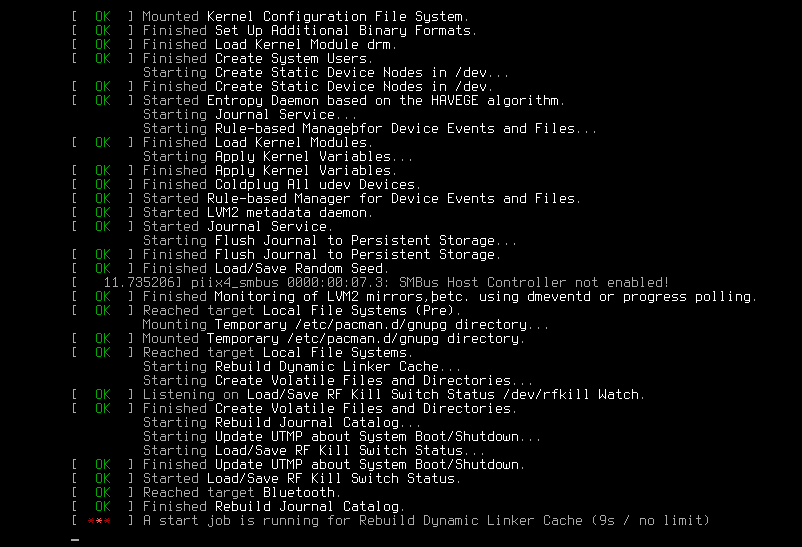 [  OK  ] Mounted Kernel Configuration File System.
[  OK  ] Finished Set Up Additional Binary Formats.
[  OK  ] Finished Load Kernel Module drm.
[  OK  ] Finished Create System Users.
Starting Create Static Device Nodes in /dev...
[  OK  ] Finished Create Static Device Nodes in /dev.
[  OK  ] Started Entropy Daemon based on the HAVEGE algorithm.
Starting Journal Service...
Starting Rule-based Manageþfor Device Events and Files...
[  OK  ] Finished Load Kernel Modules.
Starting Apply Kernel Variables...
[  OK  ] Finished Apply Kernel Variables.
[  OK  ] Finished Coldplug All udev Devices.
[  OK  ] Started Rule-based Manager for Device Events and Files.
[  OK  ] Started LVM2 metadata daemon.
[  OK  ] Started Journal Service.
Starting Flush Journal to Persistent Storage...
[  OK  ] Finished Flush Journal to Persistent Storage.
[  OK  ] Finished Load/Save Random Seed.
[   11.735206] piix4_smbus 0000:00:07.3: SMBus Host Controller not enabled!
[  OK  ] Finished Monitoring of LVM2 mirrors,þetc. using dmeventd or progress polling.
[  OK  ] Reached target Local File Systems (Pre).
Mounting Temporary /etc/pacman.d/gnupg directory...
[  OK  ] Mounted Temporary /etc/pacman.d/gnupg directory.
[  OK  ] Reached target Local File Systems.
Starting Rebuild Dynamic Linker Cache...
Starting Create Volatile Files and Directories...
[  OK  ] Listening on Load/Save RF Kill Switch Status /dev/rfkill Watch.
[  OK  ] Finished Create Volatile Files and Directories.
Starting Rebuild Journal Catalog...
Starting Update UTMP about System Boot/Shutdown...
Starting Load/Save RF Kill Switch Status...
[  OK  ] Finished Update UTMP about System Boot/Shutdown.
[  OK  ] Started Load/Save RF Kill Switch Status.
[  OK  ] Reached target Bluetooth.
[  OK  ] Finished Rebuild Journal Catalog.
[ *** ] A start job is running for Rebuild Dynamic Linker Cache (9s / no limit)